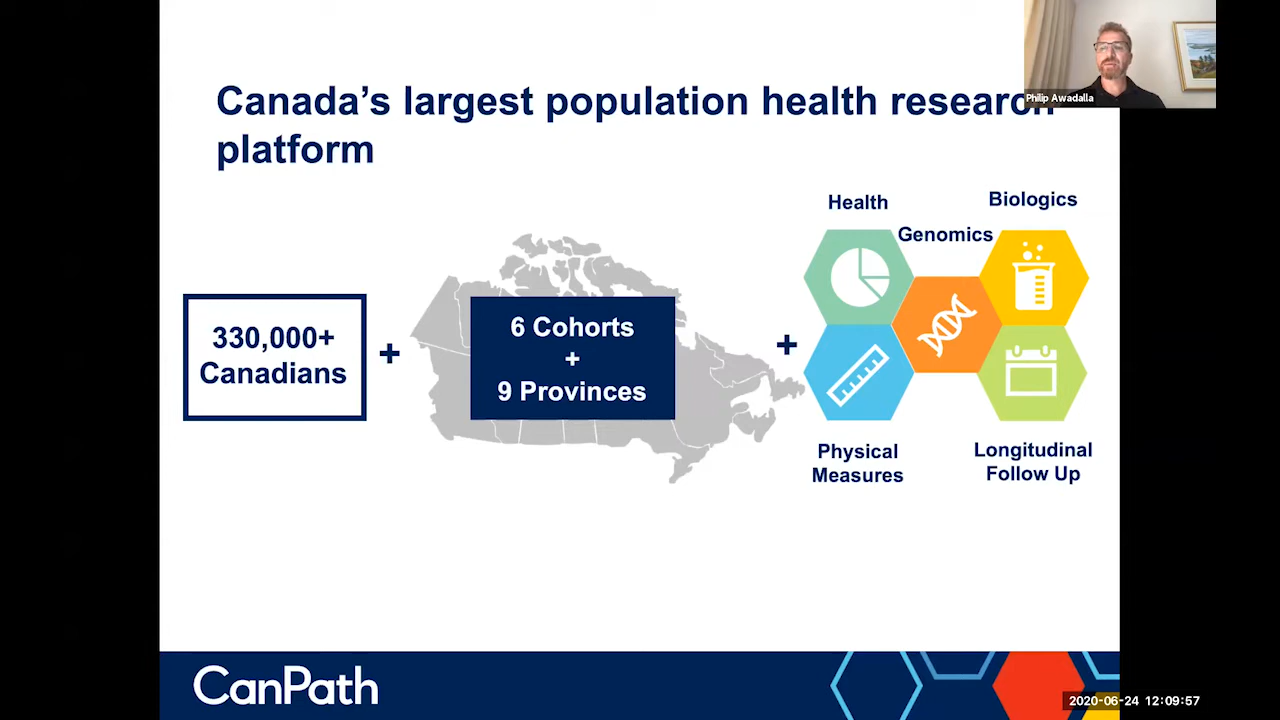 Canada's largest population health research
platform
Philip Awadalla
330,000+
Canadians
+
6 Cohorts
+
9 Provinces
+
Health
Genomics
Biologics
Physical
Measures
Longitudinal
Follow Up
CanPath
2020-06-24 12:09:57